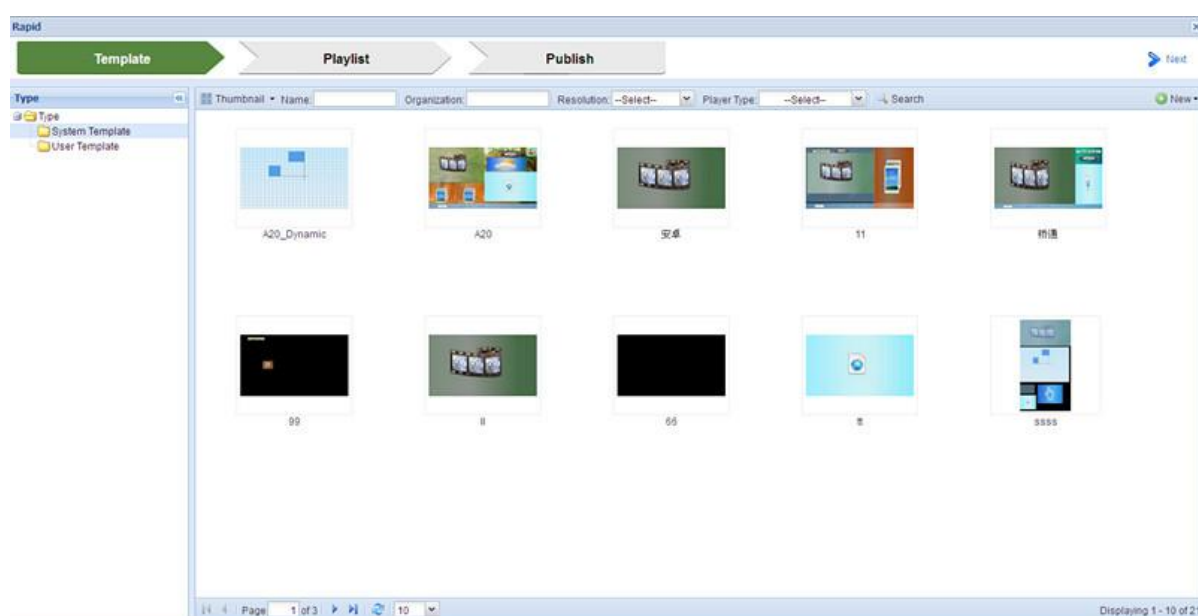 Rapid
Template Playlist Publish Next
Type
Thumbnail Name: Organization: Resolution: --Select-- Player Type: --Select-- Search New
Type
System Template
User Template
A20_Dynamic A20 安卓 11 桥通
99 ll 66 tt ssss
Page 1 of 3 10 Displaying 1 - 10 of 2